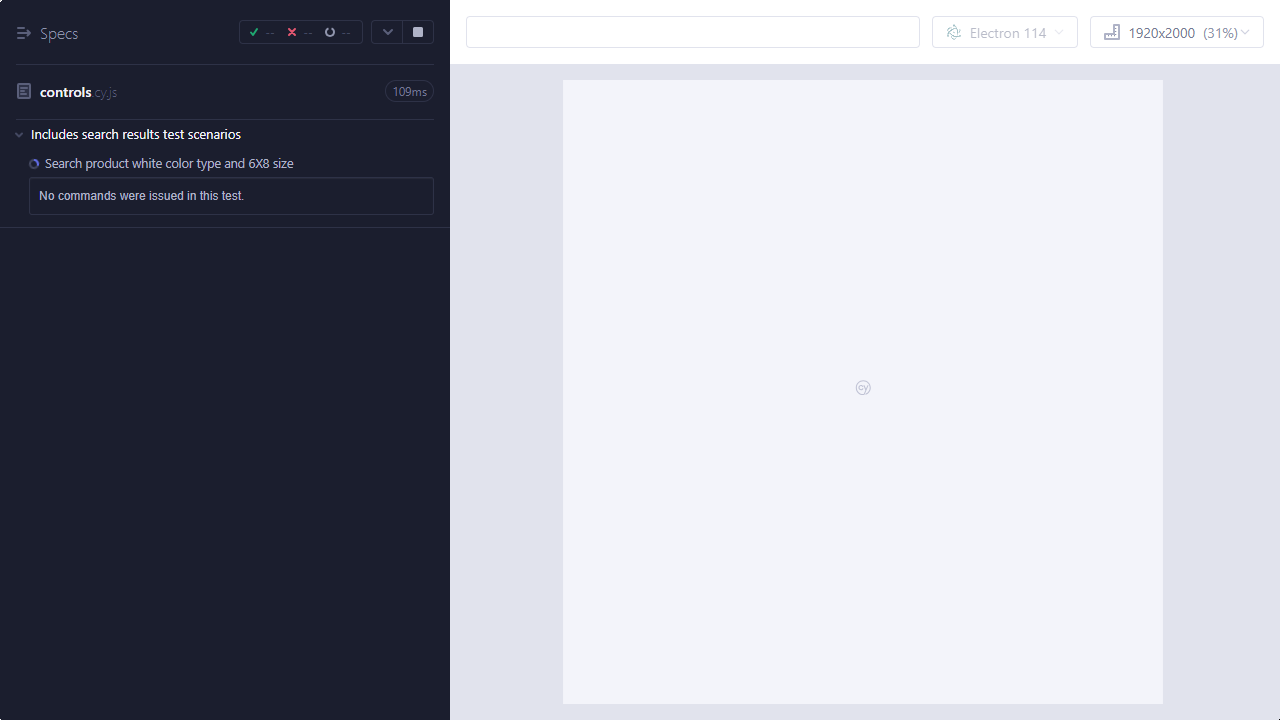 Specs
--
--
--
Electron 114
1920x2000 (31%)
controls.cy.js
109ms
Includes search results test scenarios
Search product white color type and 6X8 size
No commands were issued in this test.
cy